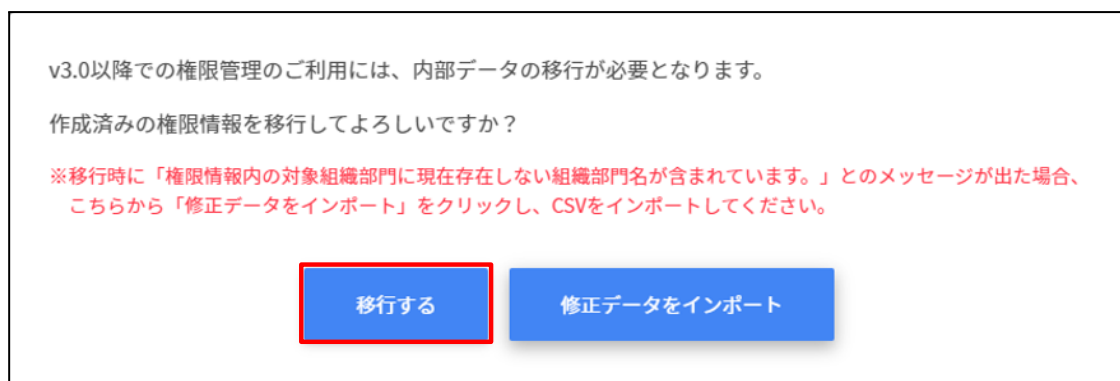 v3.0以降での権限管理のご利用には、内部データの移行が必要となります。
作成済みの権限情報を移行してよろしいですか？
※移行時に「権限情報内の対象組織部門に現在存在しない組織部門名が含まれています。」とのメッセージが出た場合、
こちらから「修正データをインポート」をクリックし、CSVをインポートしてください。
移行する
修正データをインポート